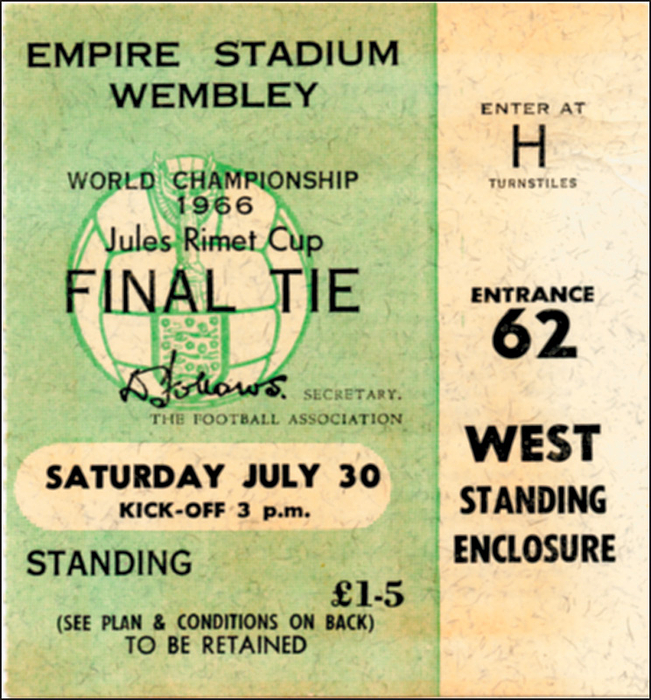 EMPIRE STADIUM
WEMBLEY
WORLD CHAMPIONSHIP
1966
Jules Rimet Cup
FINAL TIE
D Follows. SECRETARY.
THE FOOTBALL ASSOCIATION
SATURDAY JULY 30
KICK-OFF 3 p.m.
STANDING
£1-5
(SEE PLAN & CONDITIONS ON BACK)
TO BE RETAINED
ENTER AT
H
TURNSTILES
ENTRANCE
62
WEST
STANDING
ENCLOSURE